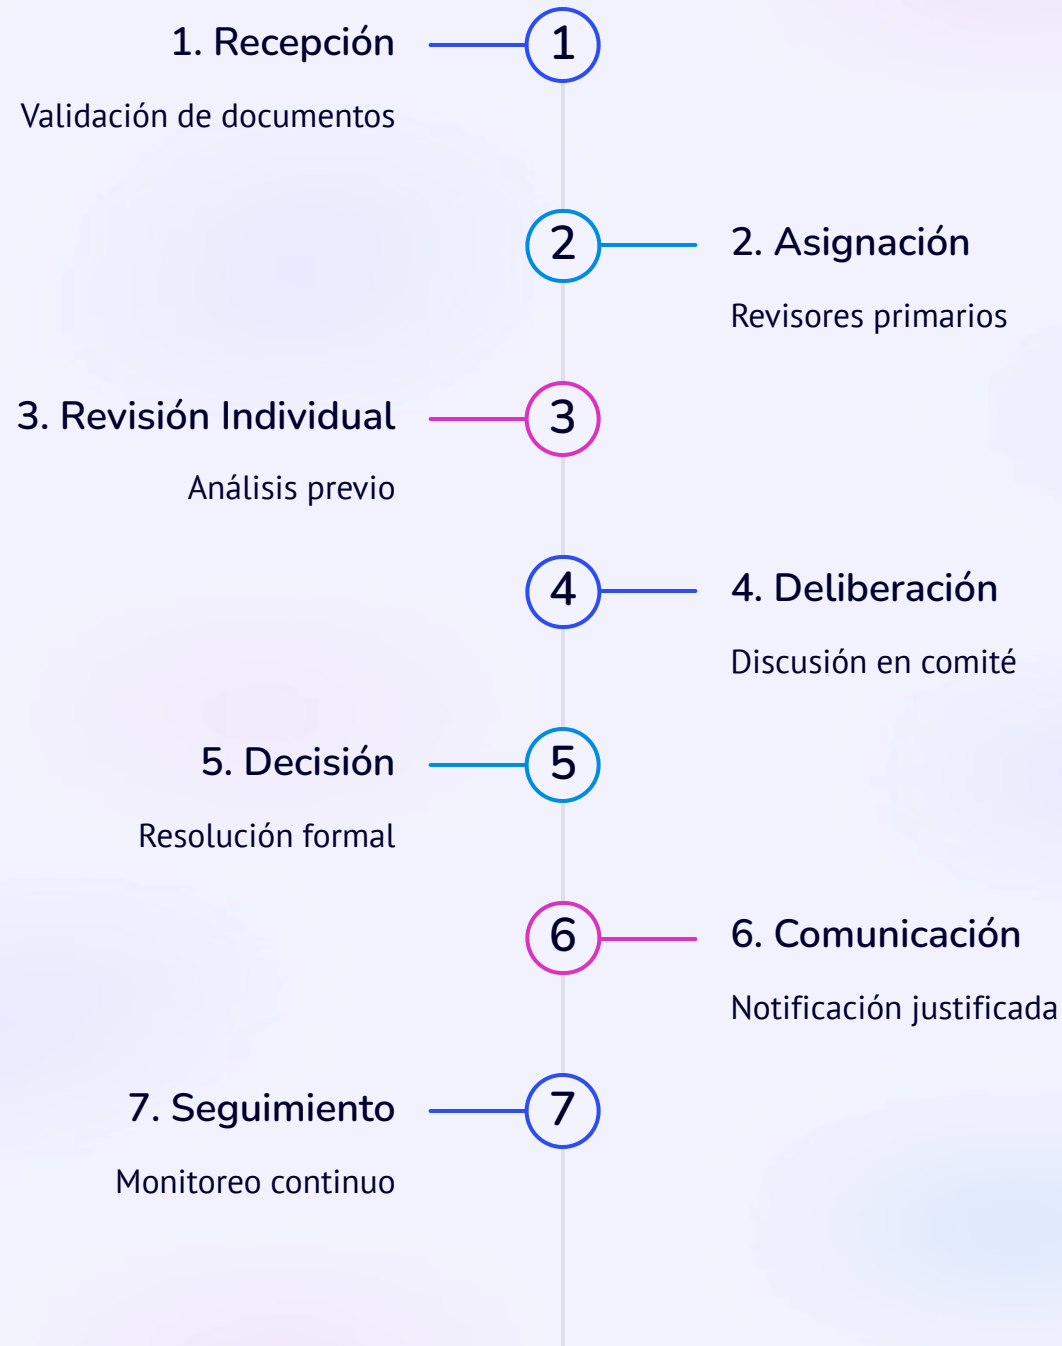 1. Recepción
1
Validación de documentos
2
2. Asignación
Revisores primarios
3. Revisión Individual
3
Análisis previo
4
4. Deliberación
Discusión en comité
5. Decisión
5
Resolución formal
6
6. Comunicación
Notificación justificada
7. Seguimiento
7
Monitoreo continuo